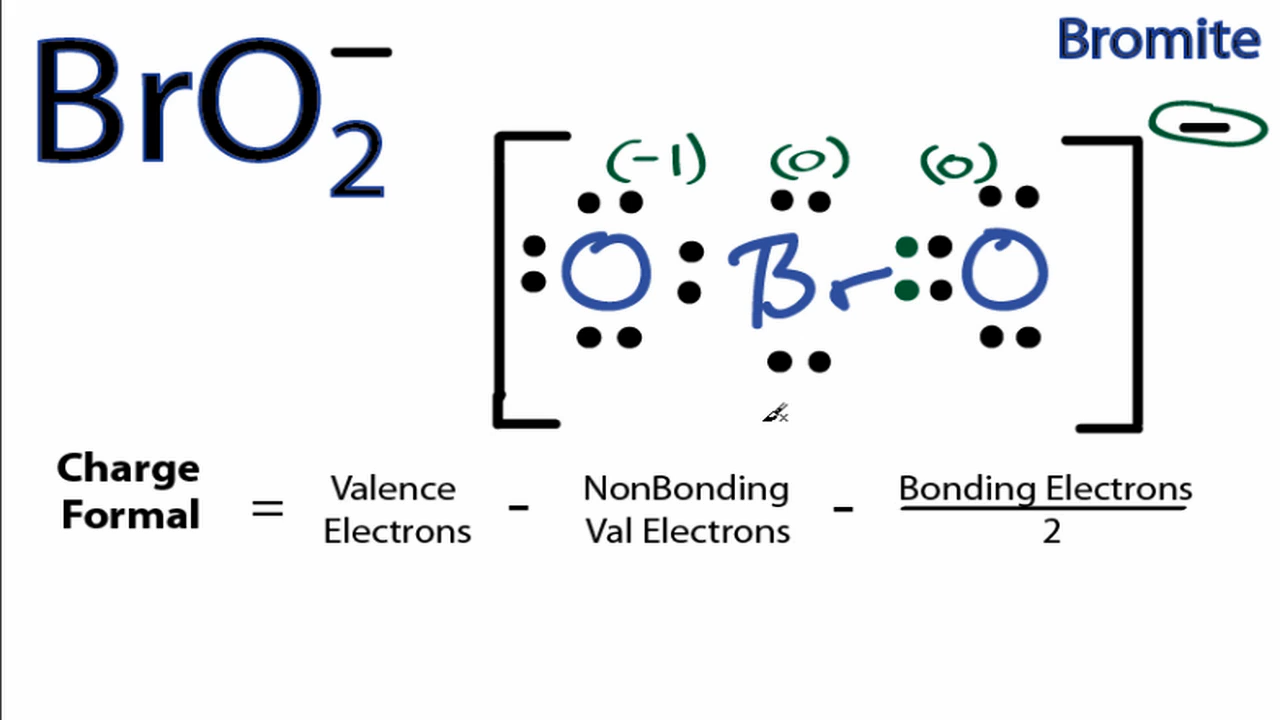 BrO₂⁻
Bromite
(-1) (0) (0)
O Br O
Charge
Formal
=
Valence
Electrons
-
NonBonding
Val Electrons
-
Bonding Electrons
2